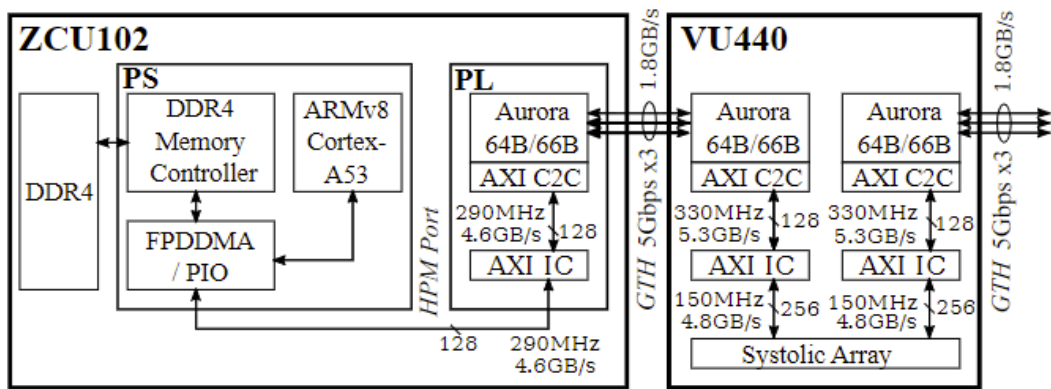 ZCU102
PS
DDR4
DDR4
Memory
Controller
ARMv8
Cortex-
A53
FPDDMA
/ PIO
HPM Port
128
290MHz
4.6GB/s
PL
Aurora
64B/66B
AXI C2C
290MHz
4.6GB/s
128
AXI IC
GTH 5Gbps x3 1.8GB/s
VU440
Aurora
64B/66B
AXI C2C
330MHz
5.3GB/s
128
AXI IC
150MHz
4.8GB/s
256
Aurora
64B/66B
AXI C2C
330MHz
5.3GB/s
128
AXI IC
150MHz
4.8GB/s
256
Systolic Array
GTH 5Gbps x3 1.8GB/s